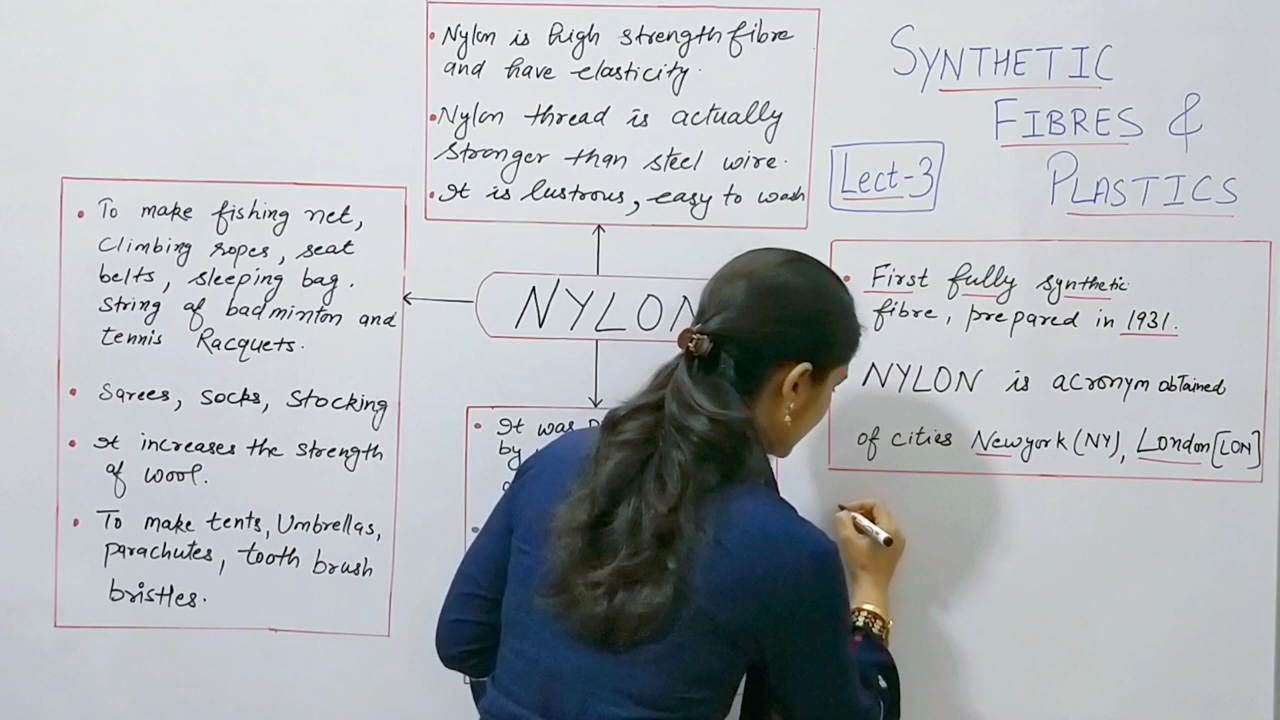 SYNTHETIC
FIBRES &
PLASTICS
Lect-3
• Nylon is high strength fibre
and have elasticity.
• Nylon thread is actually
stronger than steel wire.
• It is lustrous, easy to wash
NYLON
• To make fishing net,
Climbing ropes, seat
belts, sleeping bag.
String of badminton and
tennis Racquets.
• Sarees, socks, Stocking
• It increases the strength
of wool.
• To make tents, Umbrellas,
parachutes, tooth brush
bristles.
• First fully synthetic
fibre, prepared in 1931.
NYLON is acronym obtained
of cities Newyork (NY), London [LON]
• It was
by